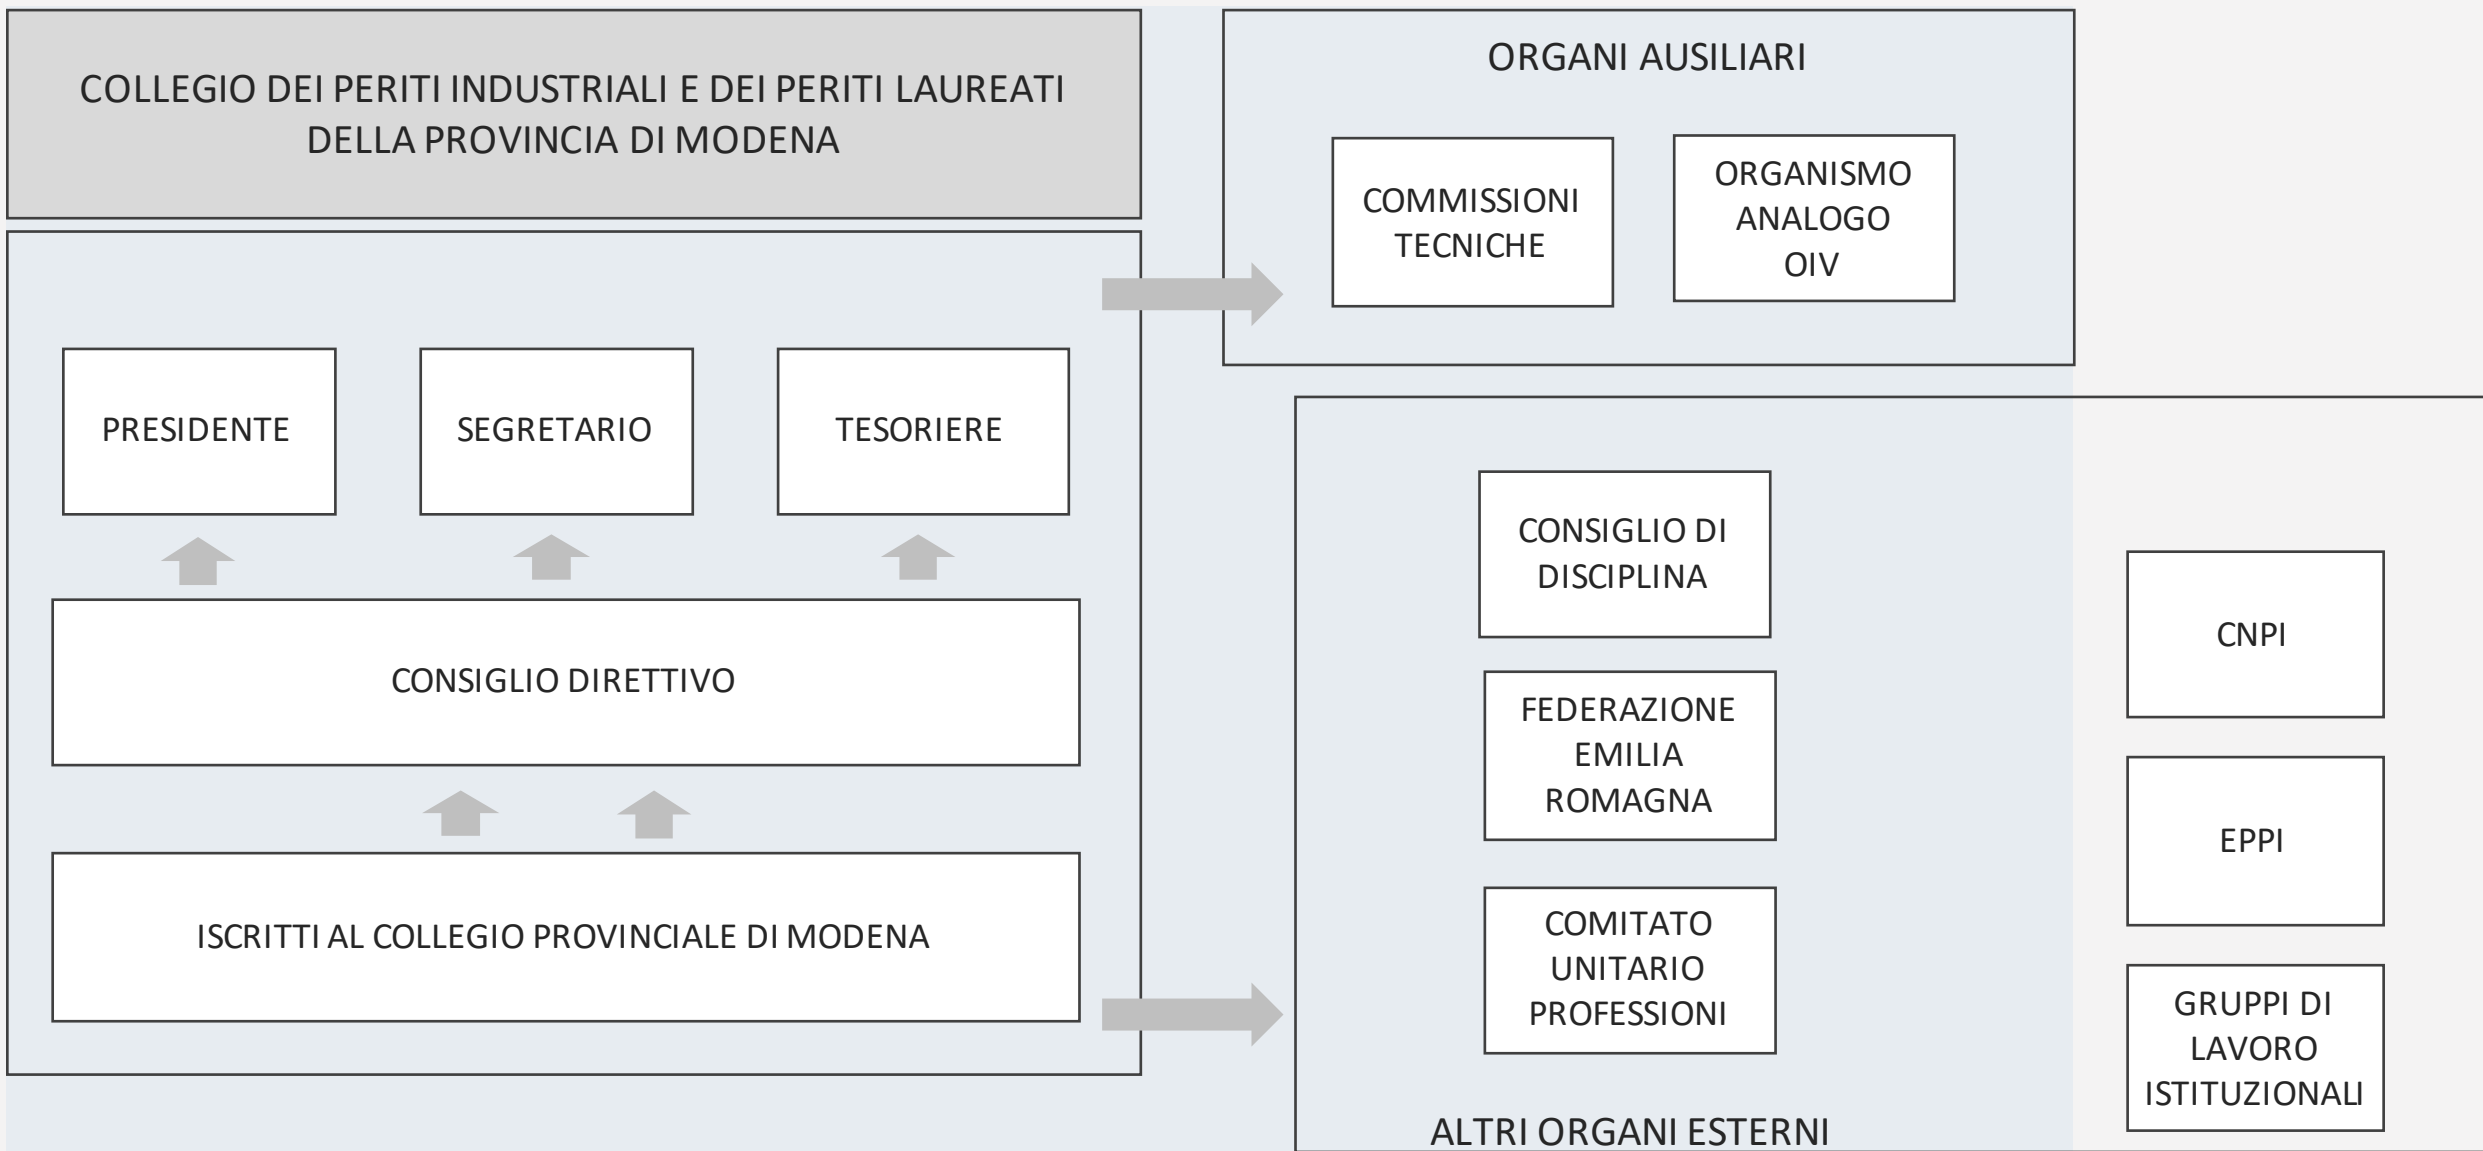 COLLEGIO DEI PERITI INDUSTRIALI E DEI PERITI LAUREATI
DELLA PROVINCIA DI MODENA
ORGANI AUSILIARI
COMMISSIONI
TECNICHE
ORGANISMO
ANALOGO
OIV
PRESIDENTE
SEGRETARIO
TESORIERE
CONSIGLIO DIRETTIVO
ISCRITTI AL COLLEGIO PROVINCIALE DI MODENA
CONSIGLIO DI
DISCIPLINA
FEDERAZIONE
EMILIA
ROMAGNA
COMITATO
UNITARIO
PROFESSIONI
CNPI
EPPI
GRUPPI DI
LAVORO
ISTITUZIONALI
ALTRI ORGANI ESTERNI